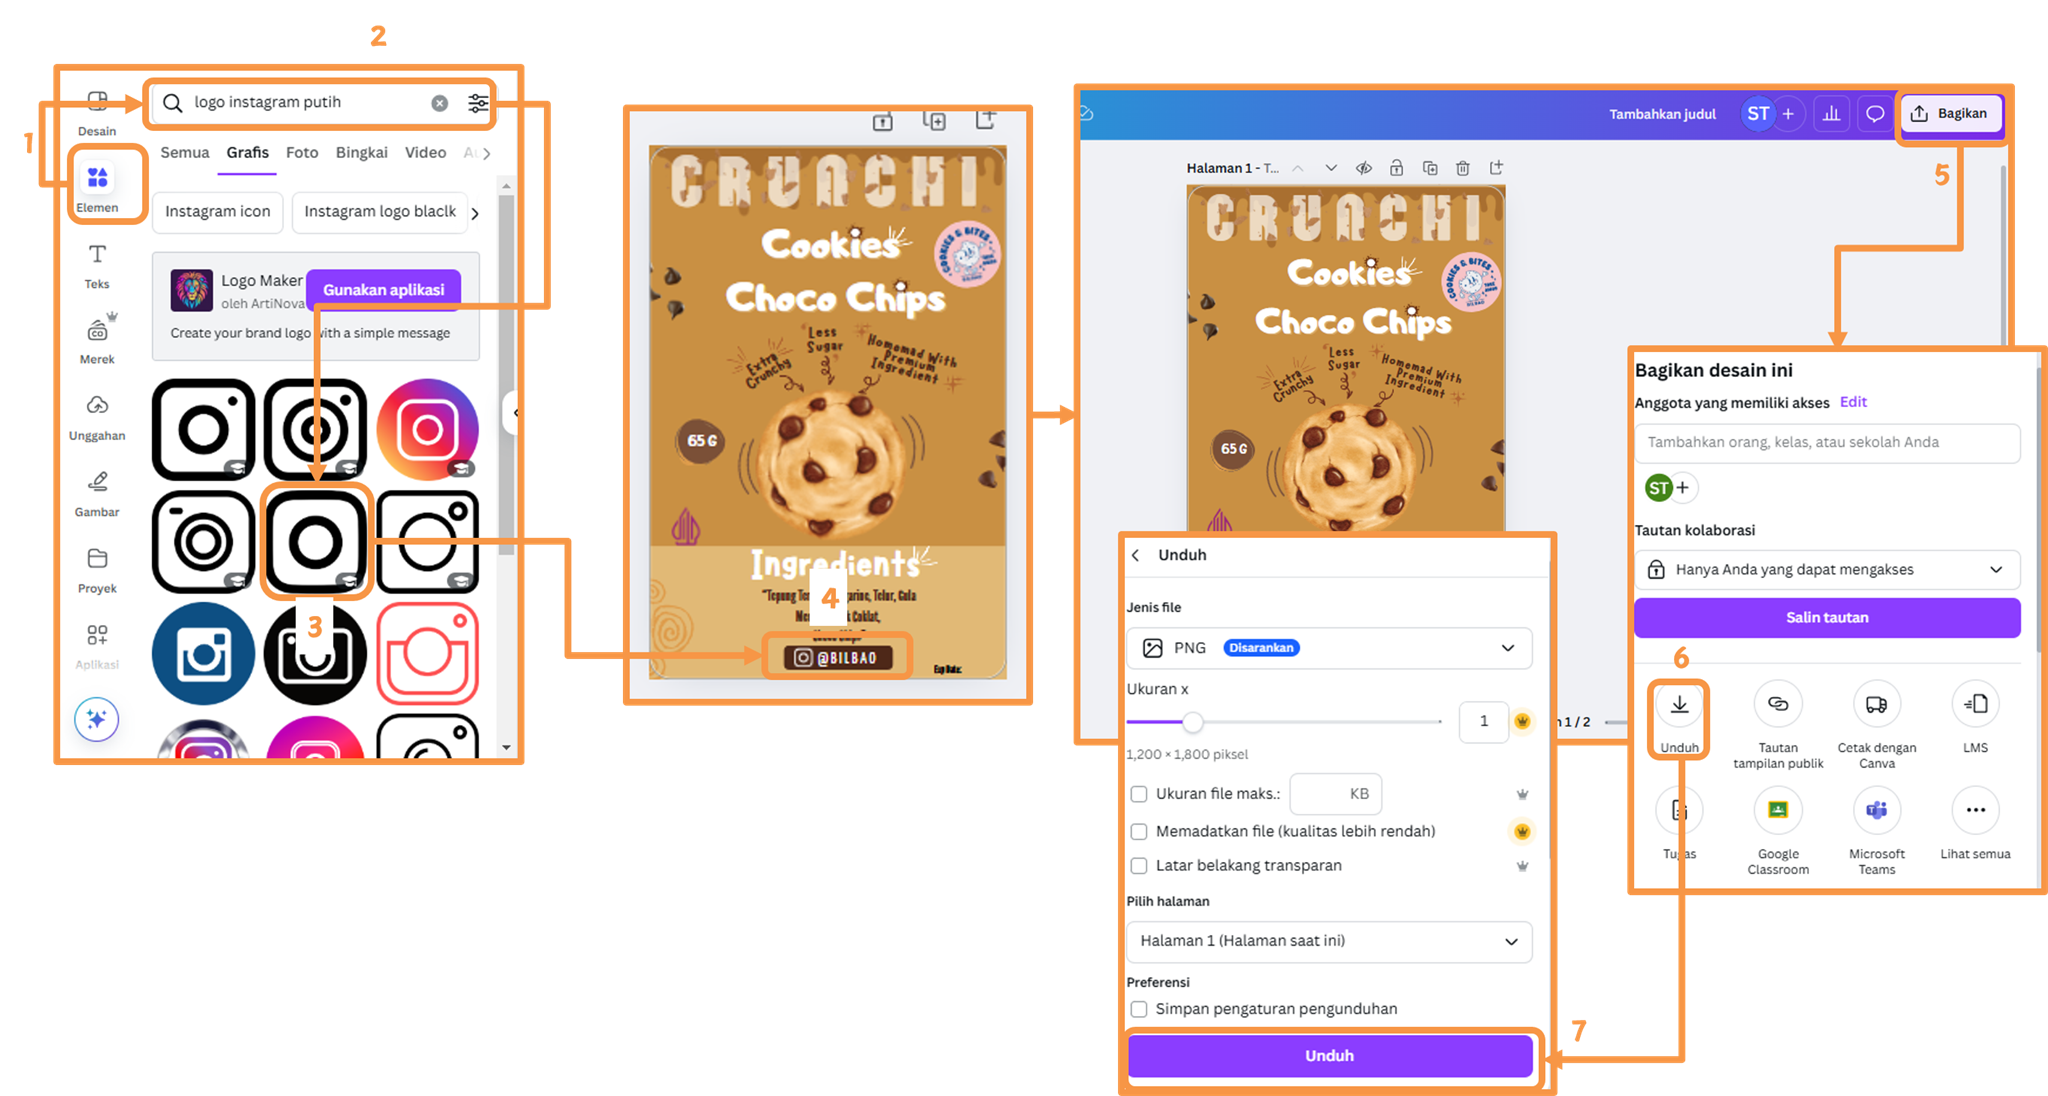 2
1
logo instagram putih
Desain
Elemen
Teks
Merek
Unggahan
Gambar
Proyek
Aplikasi
Semua Grafis Foto Bingkai Video
Instagram icon
Instagram logo blaclk
Logo Maker
oleh ArtiNova
Gunakan aplikasi
Create your brand logo with a simple message
3
CRUNCHI
Cookies
Choco Chips
COOKIES & BITES
Extra
Crunchy
Less
Sugar
Homemad With
Premium
Ingredient
65 G
Ingredients
4
@BILBAO
Exp Date:
Tambahkan judul
ST
Bagikan
5
Halaman 1 - T...
CRUNCHI
Cookies
Choco Chips
COOKIES & BITES
Extra
Crunchy
Less
Sugar
Homemad With
Premium
Ingredient
65 G
1 / 2
Bagikan desain ini
Anggota yang memiliki akses Edit
Tambahkan orang, kelas, atau sekolah Anda
ST
Tautan kolaborasi
Hanya Anda yang dapat mengakses
Salin tautan
6
Unduh
Tautan
tampilan publik
Cetak dengan
Canva
LMS
Tugas
Google
Classroom
Microsoft
Teams
Lihat semua
Unduh
Jenis file
PNG Disarankan
Ukuran x
1
1,200 × 1,800 piksel
Ukuran file maks.: KB
Memadatkan file (kualitas lebih rendah)
Latar belakang transparan
Pilih halaman
Halaman 1 (Halaman saat ini)
Preferensi
Simpan pengaturan pengunduhan
Unduh
7